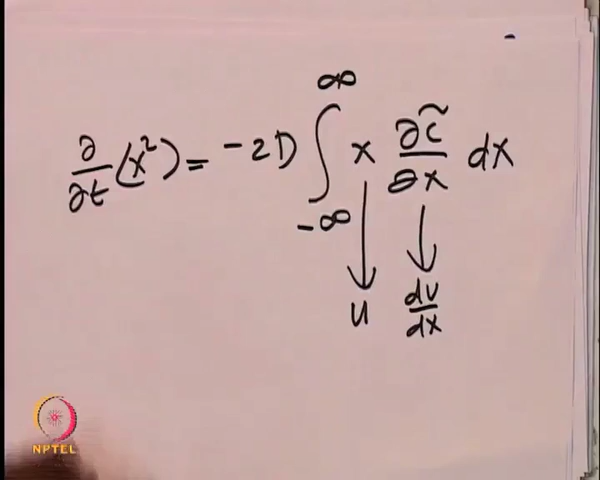 ∂/∂t (x²) = -2D ∫_{-∞}^{∞} x ∂c̃/∂x dx
↓ ↓
u dv/dx
NPTEL